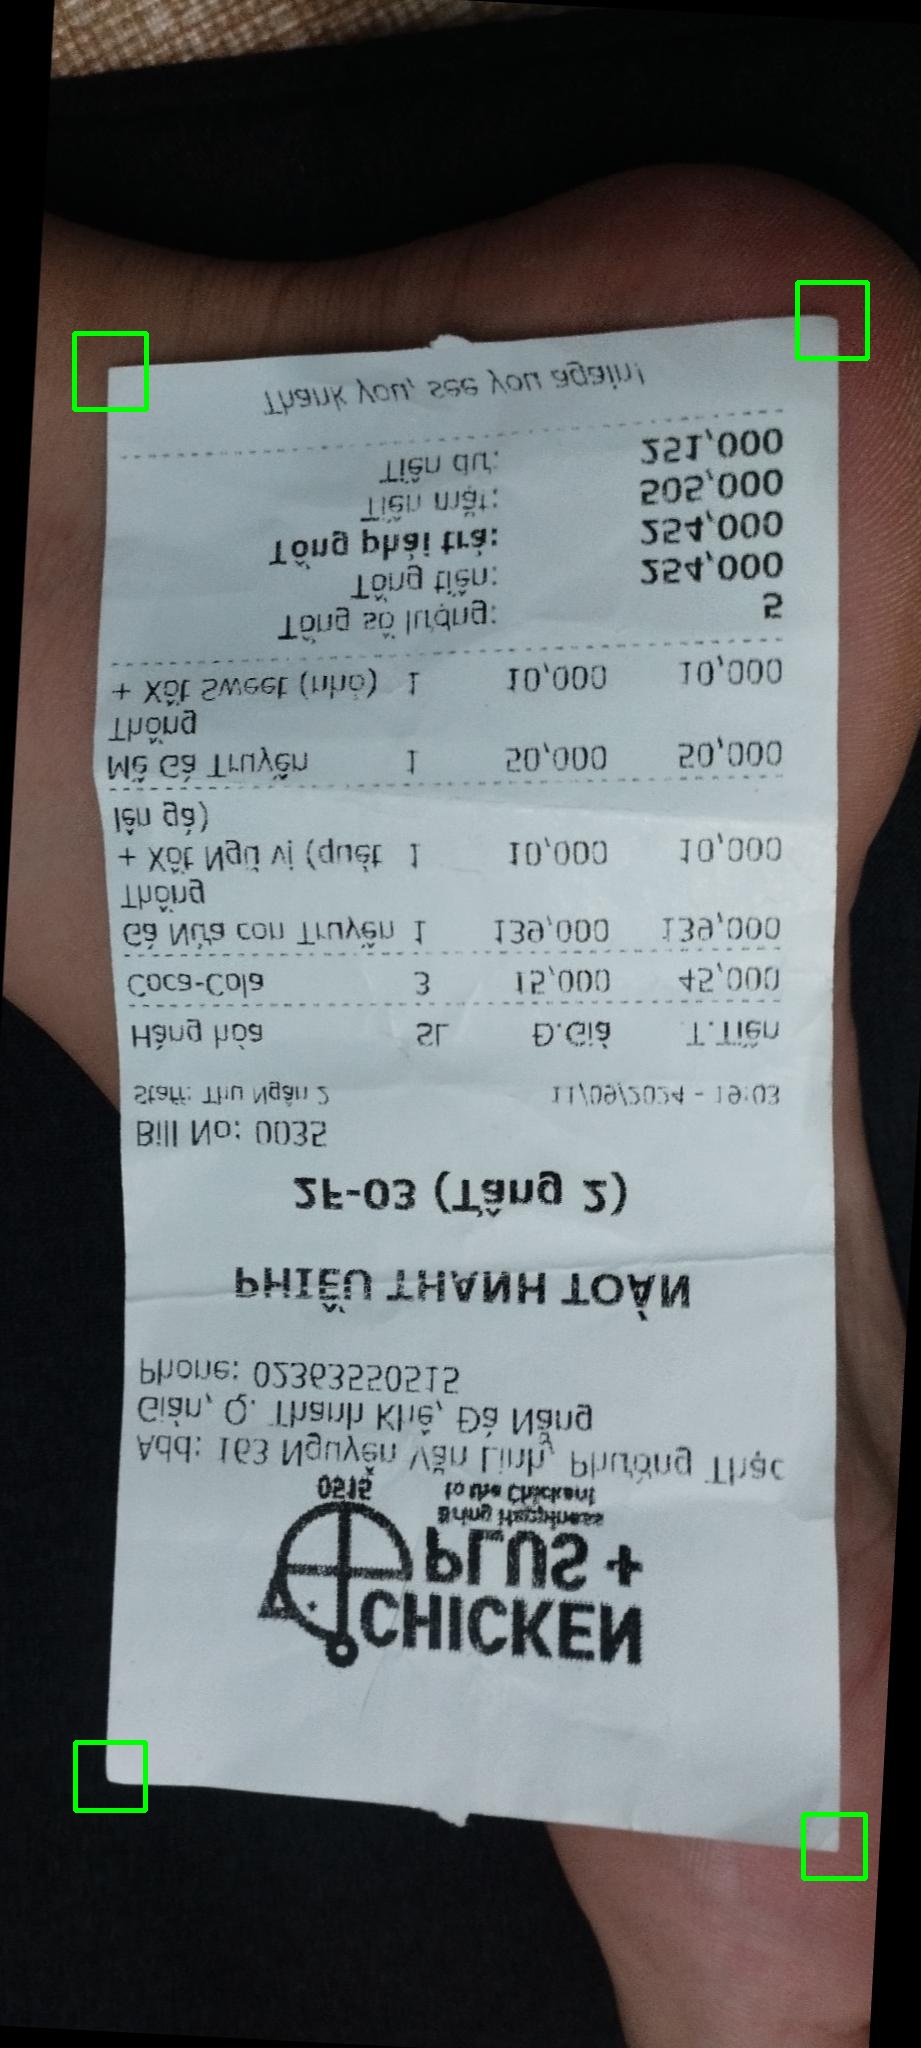 CHICKEN
PLUS +
Bring Happiness
to the Chicken!
0515
Add: 163 Nguyễn Văn Linh, Phường Thạc
Gián, Q. Thanh Khê, Đà Nẵng
Phone: 02363550515
PHIẾU THANH TOÁN
2F-03 (Tầng 2)
Bill No: 0035
Staff: Thu Ngân 2 11/09/2024 - 19:03
Hàng hóa SL Đ.Giá T.Tiền
Coca-Cola 3 15,000 45,000
Gà Nửa con Truyền 1 139,000 139,000
Thống
+ Xốt Ngũ vị (quét 1 10,000 10,000
lên gà)
Mề Gà Truyền 1 50,000 50,000
Thống
+ Xốt Sweet (nhỏ) 1 10,000 10,000
Tổng số lượng: 5
Tổng tiền: 254,000
Tổng phải trả: 254,000
Tiền mặt: 505,000
Tiền dư: 251,000
Thank you, see you again!